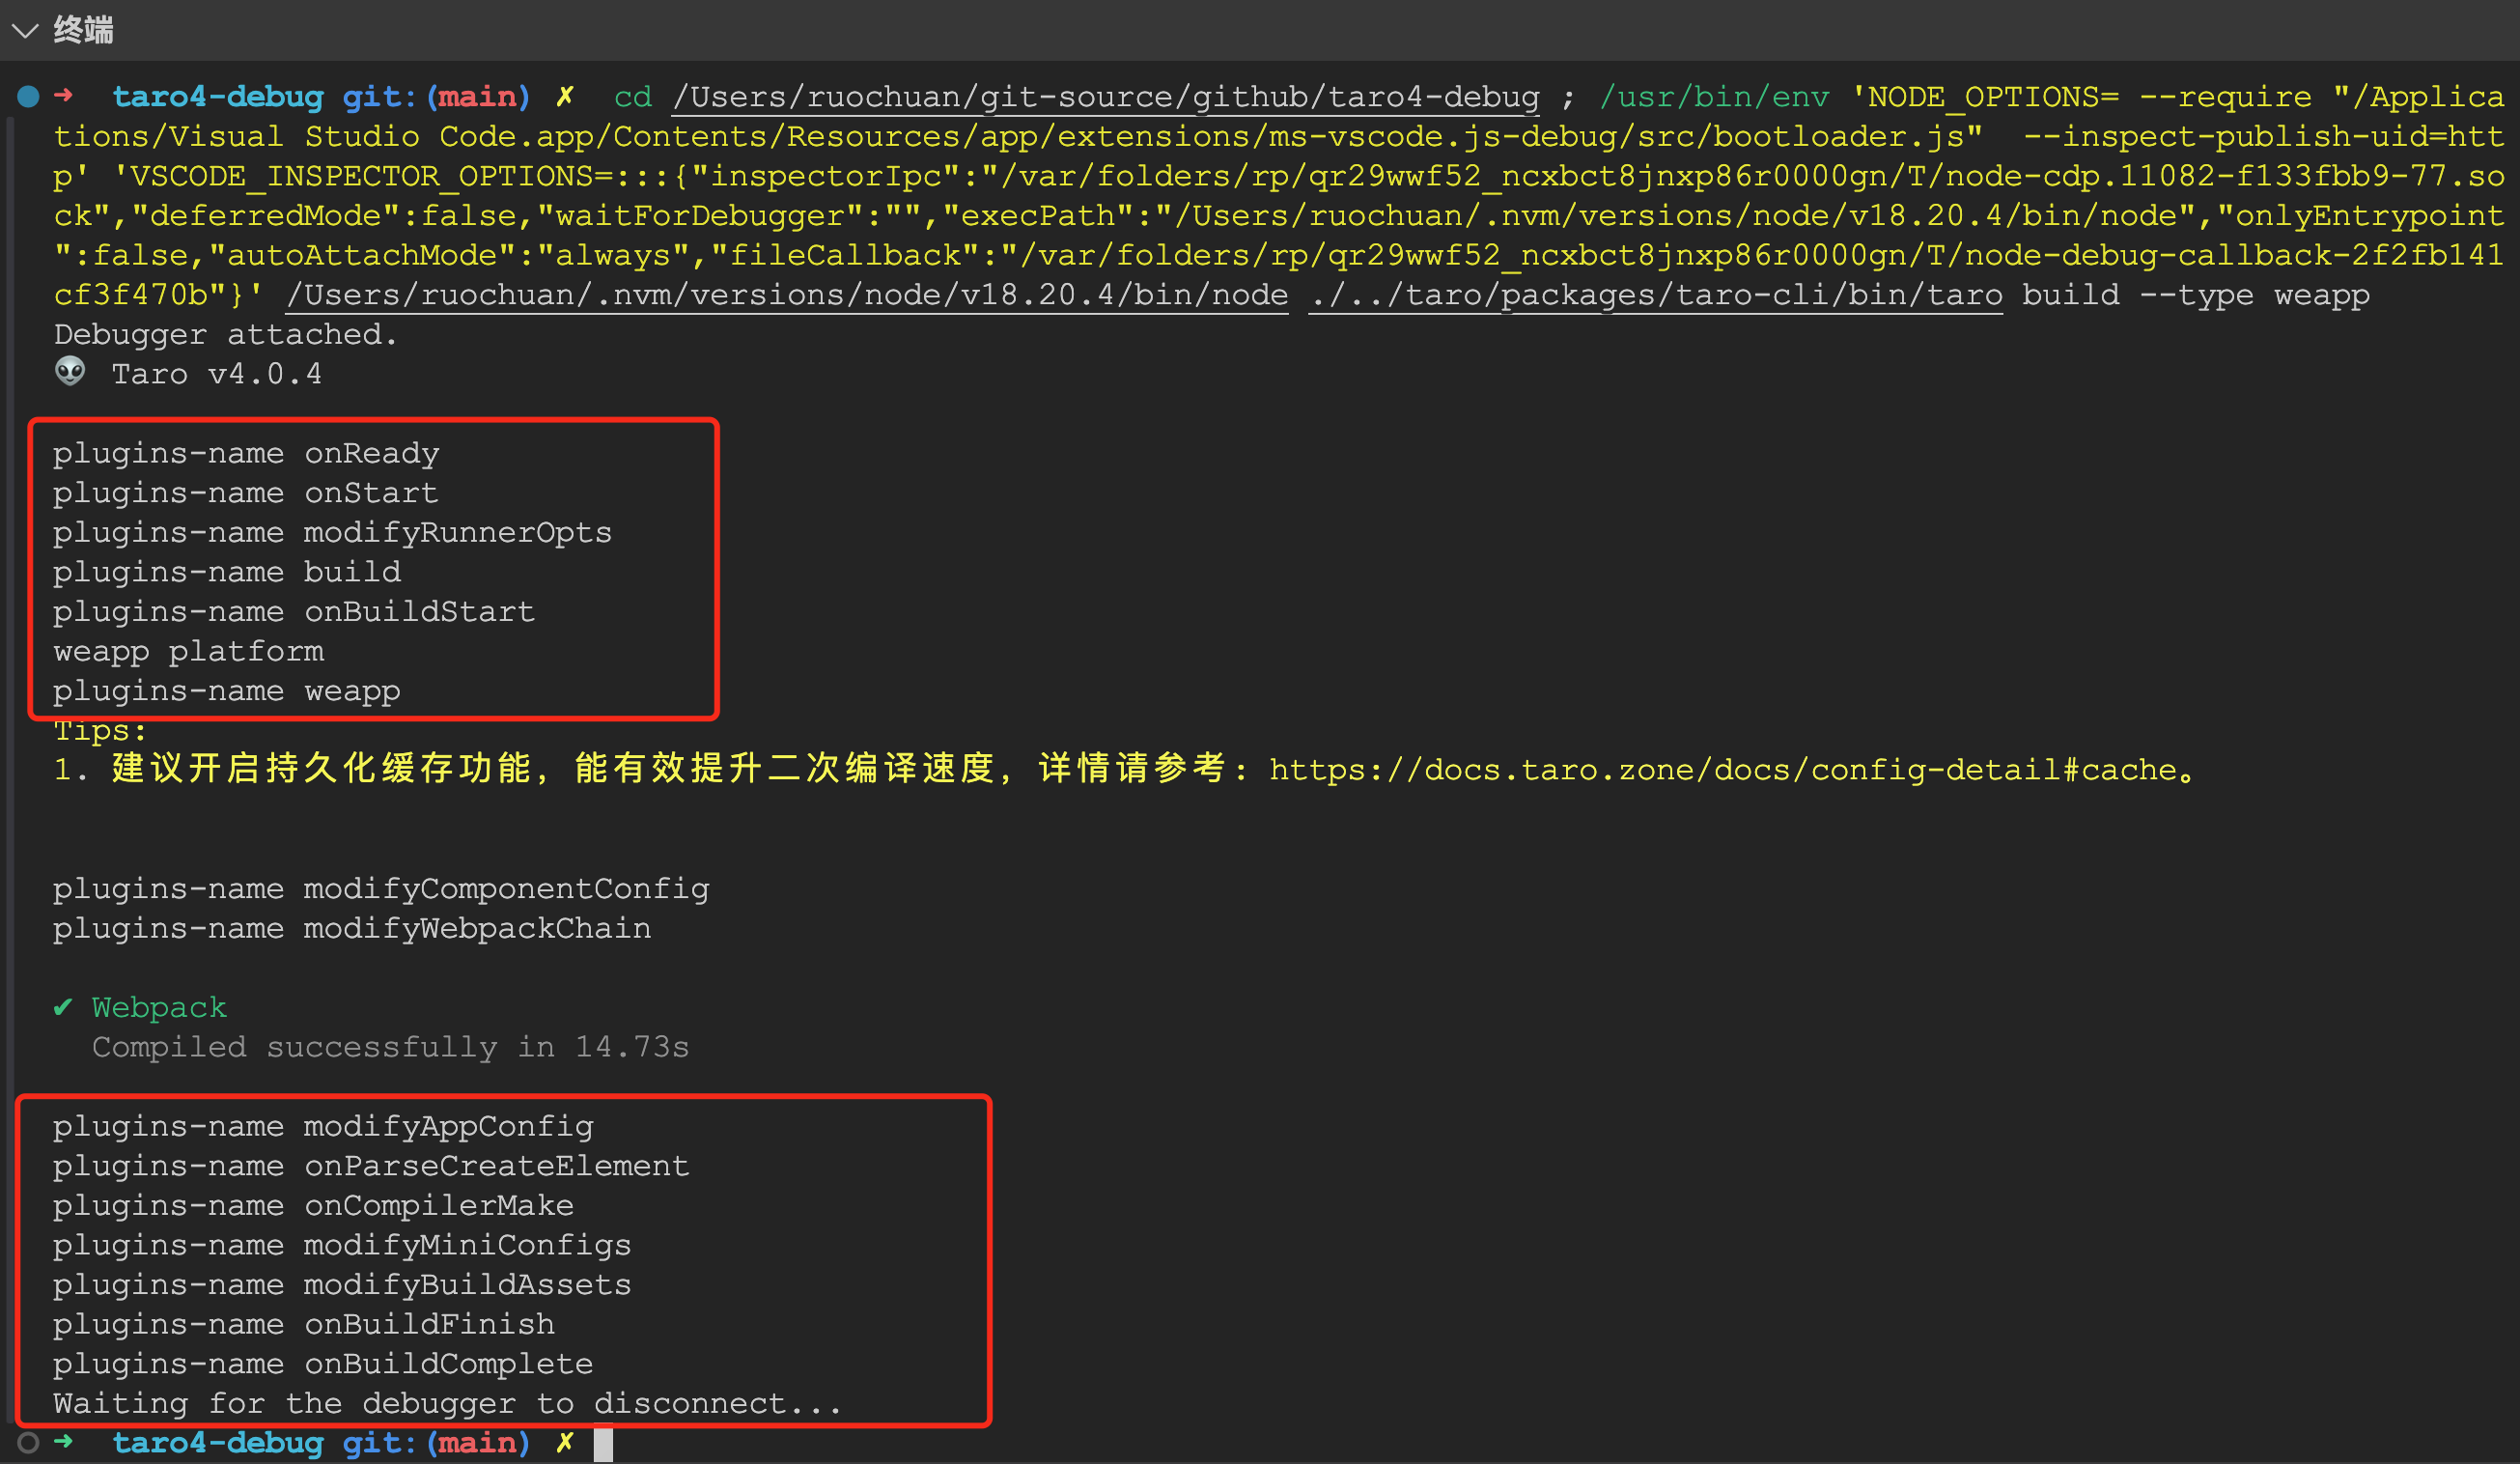 终端
➜ taro4-debug git:(main) ✗ cd /Users/ruochuan/git-source/github/taro4-debug ; /usr/bin/env 'NODE_OPTIONS= --require "/Applica
tions/Visual Studio Code.app/Contents/Resources/app/extensions/ms-vscode.js-debug/src/bootloader.js"  --inspect-publish-uid=htt
p' 'VSCODE_INSPECTOR_OPTIONS=:::{"inspectorIpc":"/var/folders/rp/qr29wwf52_ncxbct8jnxp86r0000gn/T/node-cdp.11082-f133fbb9-77.so
ck","deferredMode":false,"waitForDebugger":"","execPath":"/Users/ruochuan/.nvm/versions/node/v18.20.4/bin/node","onlyEntrypoint
":false,"autoAttachMode":"always","fileCallback":"/var/folders/rp/qr29wwf52_ncxbct8jnxp86r0000gn/T/node-debug-callback-2f2fb141
cf3f470b"}' /Users/ruochuan/.nvm/versions/node/v18.20.4/bin/node ./../taro/packages/taro-cli/bin/taro build --type weapp
Debugger attached.
👽 Taro v4.0.4
plugins-name onReady
plugins-name onStart
plugins-name modifyRunnerOpts
plugins-name build
plugins-name onBuildStart
weapp platform
plugins-name weapp
Tips:
1. 建议开启持久化缓存功能，能有效提升二次编译速度，详情请参考: https://docs.taro.zone/docs/config-detail#cache。
plugins-name modifyComponentConfig
plugins-name modifyWebpackChain
✔ Webpack
Compiled successfully in 14.73s
plugins-name modifyAppConfig
plugins-name onParseCreateElement
plugins-name onCompilerMake
plugins-name modifyMiniConfigs
plugins-name modifyBuildAssets
plugins-name onBuildFinish
plugins-name onBuildComplete
Waiting for the debugger to disconnect...
➜ taro4-debug git:(main) ✗